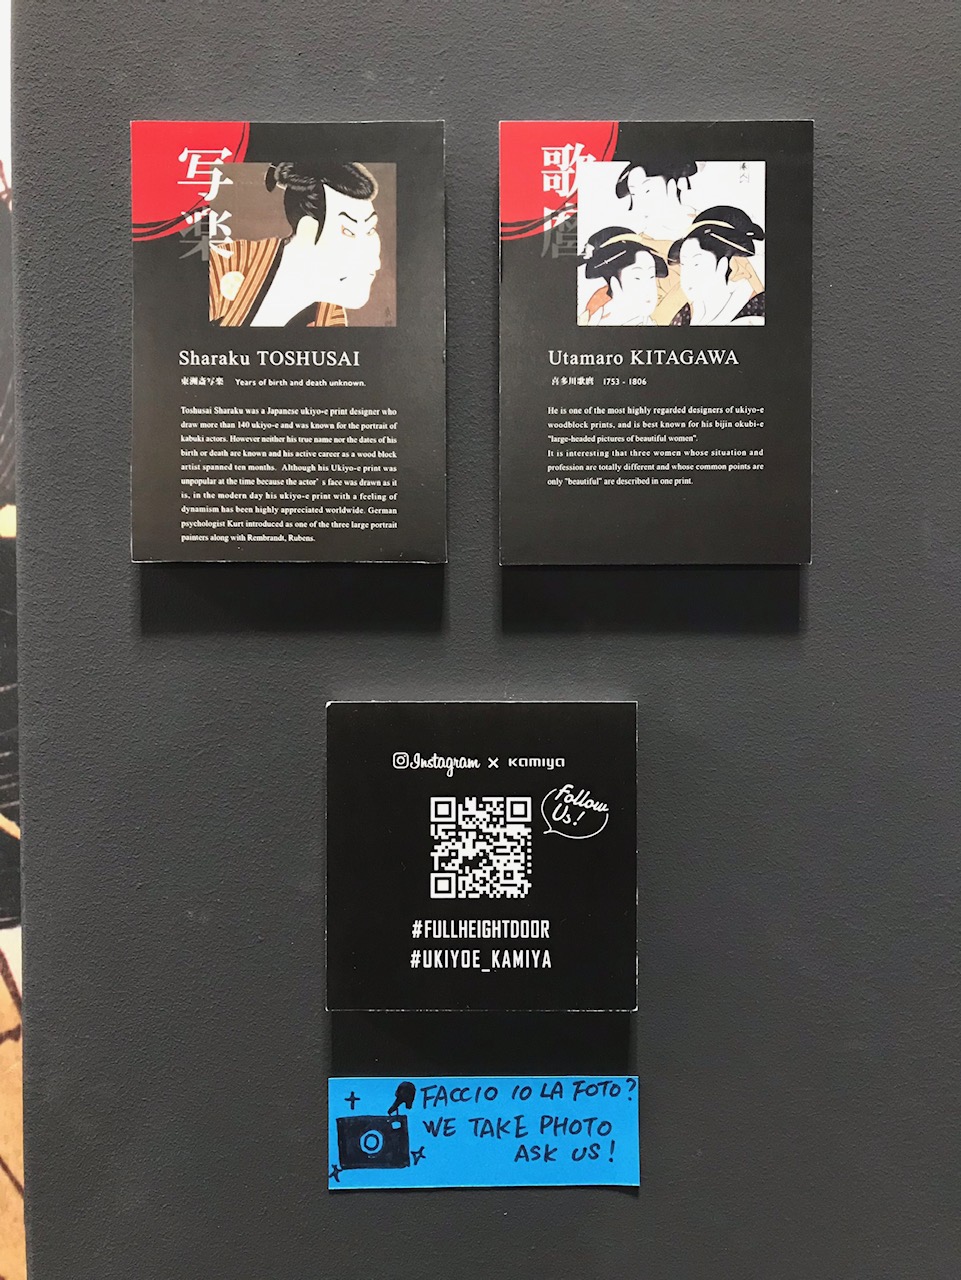 写
楽
Sharaku TOSHUSAI
東洲斎写楽 Years of birth and death unknown.
Toshusai Sharaku was a Japanese ukiyo-e print designer who
draw more than 140 ukiyo-e and was known for the portrait of
kabuki actors. However neither his true name nor the dates of his
birth or death are known and his active career as a wood block
artist spanned ten months. Although his Ukiyo-e print was
unpopular at the time because the actor' s face was drawn as it
is, in the modern day his ukiyo-e print with a feeling of
dynamism has been highly appreciated worldwide. German
psychologist Kurt introduced as one of the three large portrait
painters along with Rembrandt, Rubens.
歌
麿
Utamaro KITAGAWA
喜多川歌麿 1753 - 1806
He is one of the most highly regarded designers of ukiyo-e
woodblock prints, and is best known for his bijin okubi-e
"large-headed pictures of beautiful women".
It is interesting that three women whose situation and
profession are totally different and whose common points are
only "beautiful" are described in one print.
Instagram x Kamiya
Follow
Us!
#FULLHEIGHTDOOR
#UKIYOE_KAMIYA
FACCIO IO LA FOTO?
WE TAKE PHOTO
ASK US!